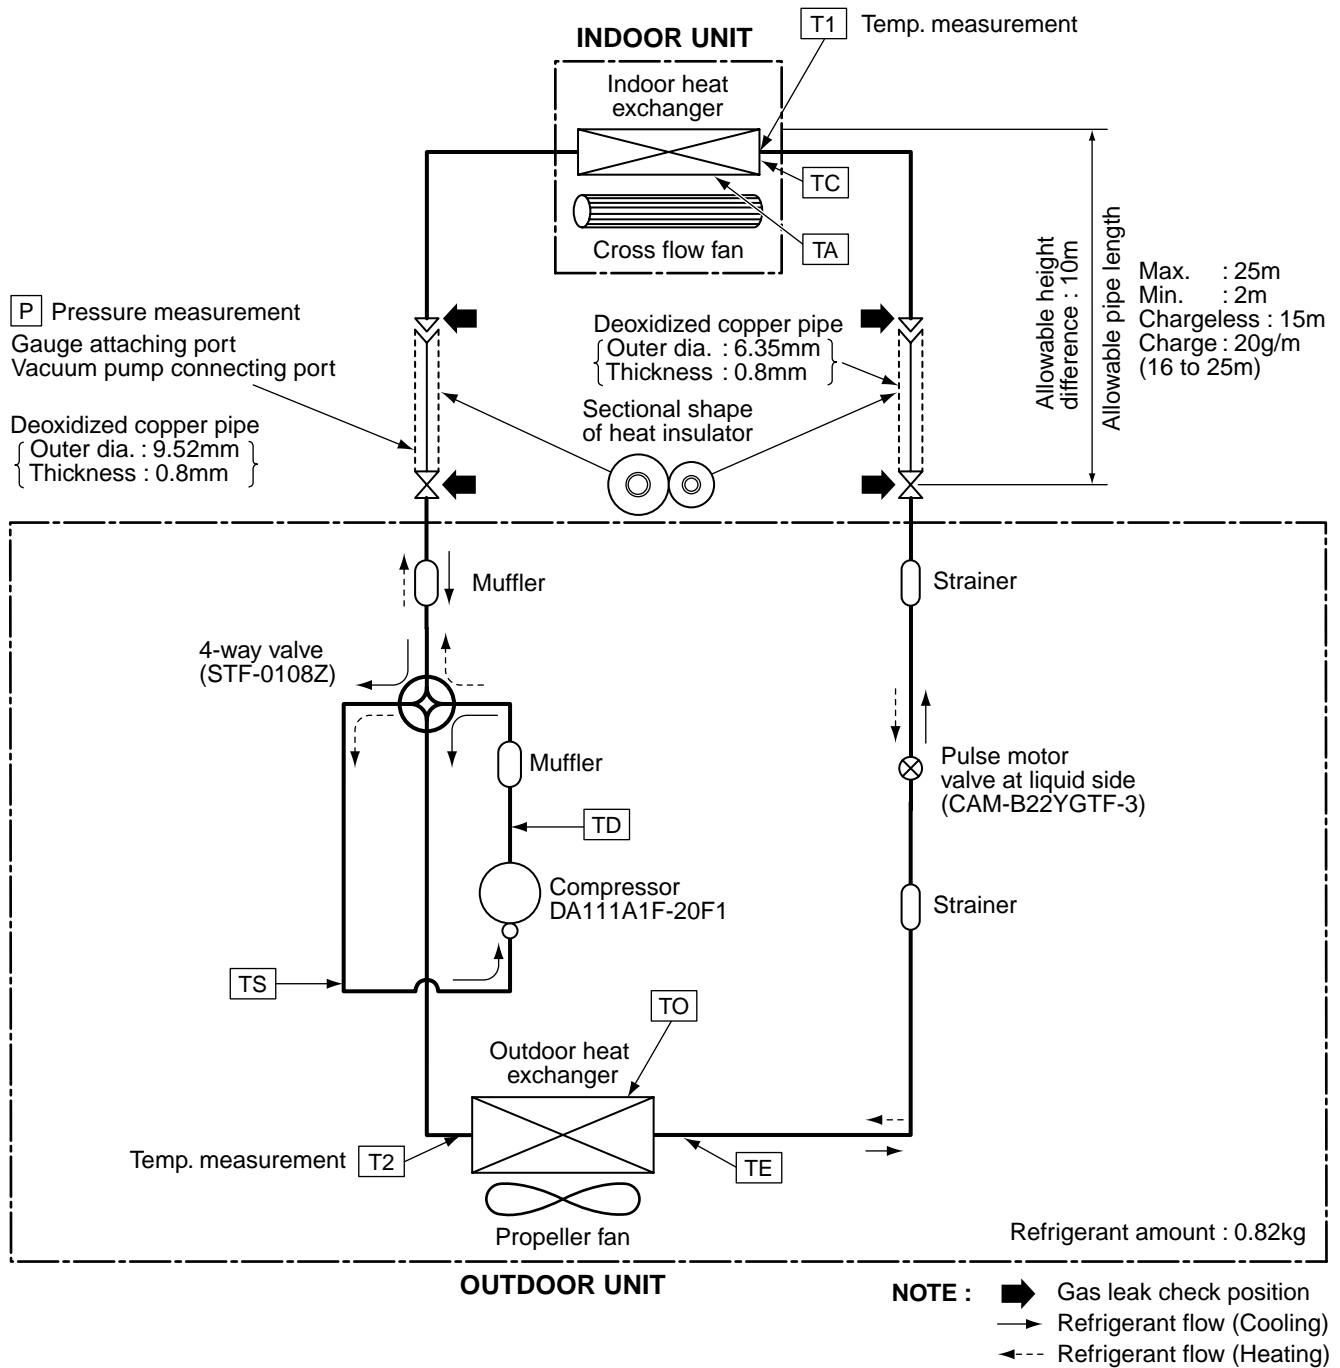 T1 Temp. measurement
INDOOR UNIT
Indoor heat
exchanger
TC
Cross flow fan
TA
Allowable height
difference : 10m
Allowable pipe length
Max. : 25m
Min. : 2m
Chargeless : 15m
Charge : 20g/m
(16 to 25m)
P Pressure measurement
Gauge attaching port
Vacuum pump connecting port
Deoxidized copper pipe
Outer dia. : 9.52mm
Thickness : 0.8mm
Deoxidized copper pipe
Outer dia. : 6.35mm
Thickness : 0.8mm
Sectional shape
of heat insulator
Muffler
Strainer
4-way valve
(STF-0108Z)
Muffler
Pulse motor
valve at liquid side
(CAM-B22YGTF-3)
TD
Compressor
DA111A1F-20F1
Strainer
TS
TO
Outdoor heat
exchanger
Temp. measurement T2
TE
Propeller fan
Refrigerant amount : 0.82kg
OUTDOOR UNIT
NOTE : Gas leak check position
Refrigerant flow (Cooling)
Refrigerant flow (Heating)